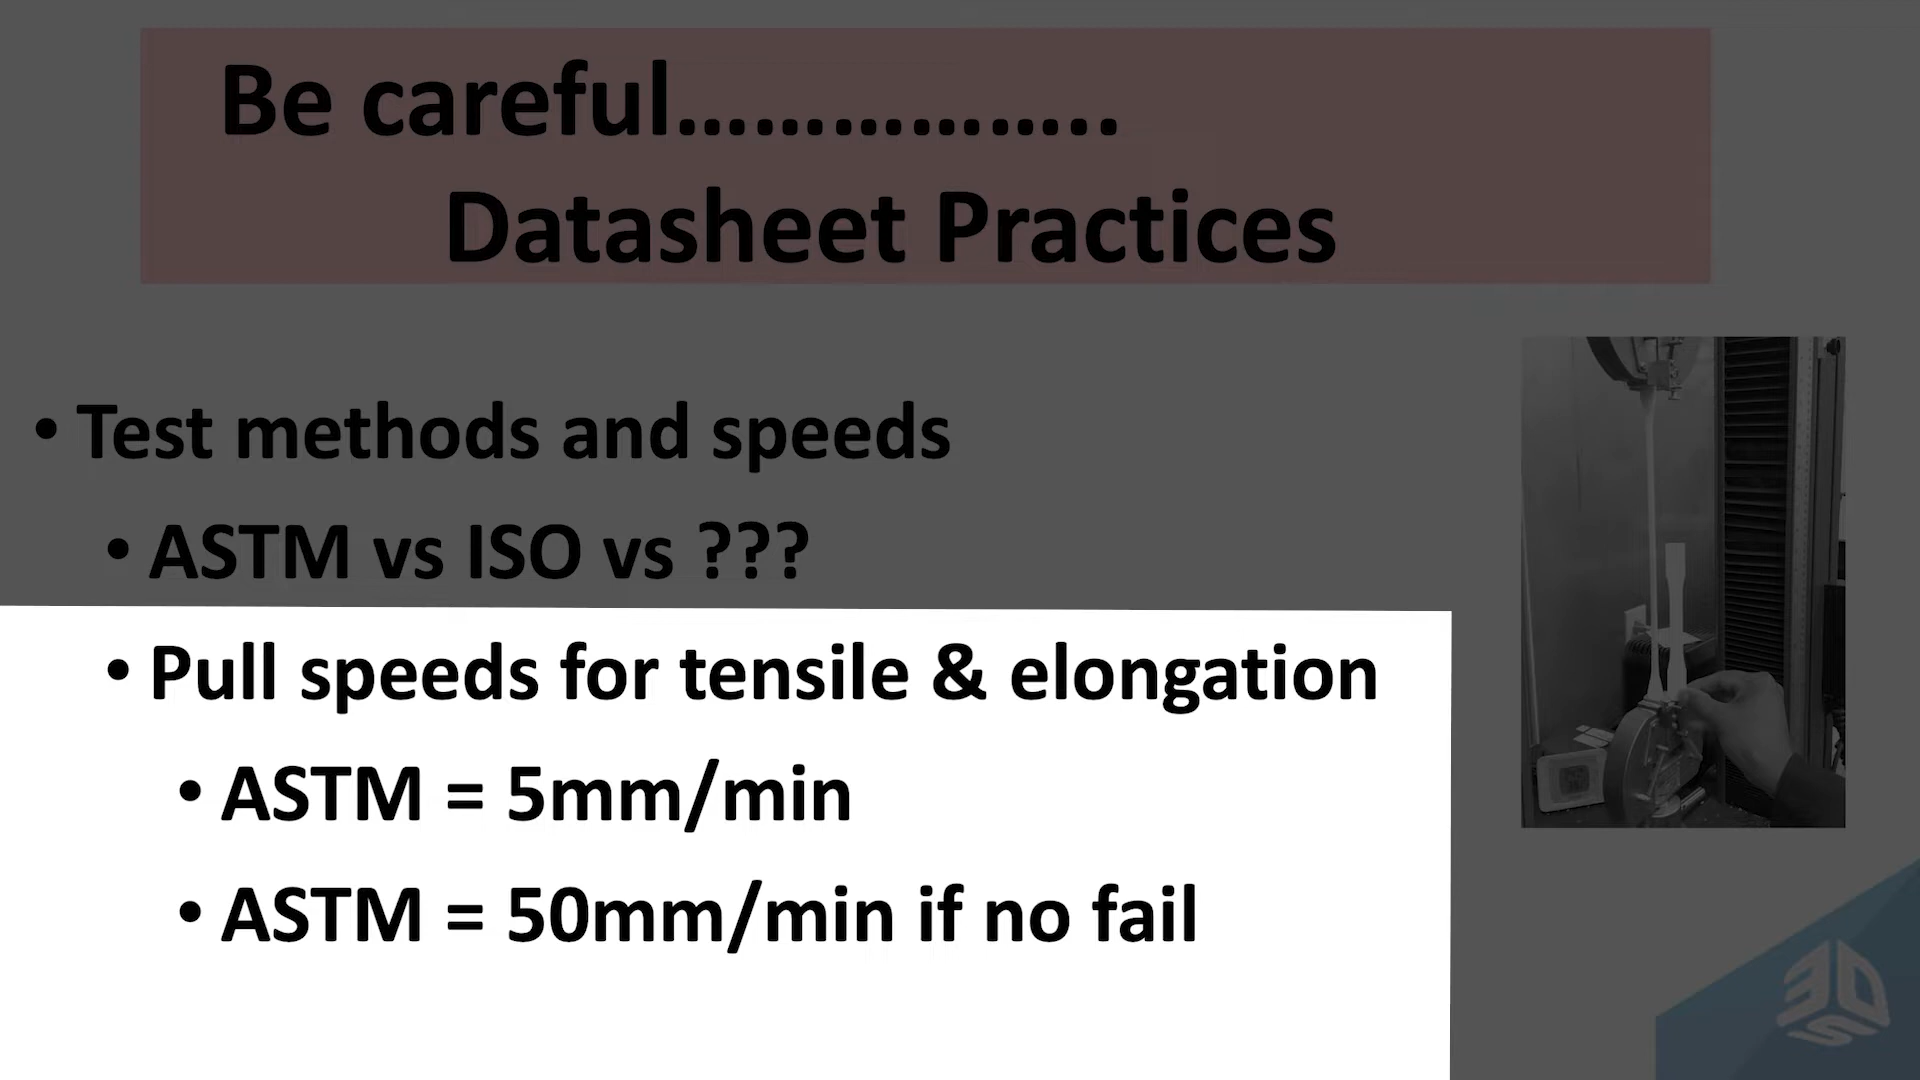 Be careful……………..
Datasheet Practices
• Test methods and speeds
• ASTM vs ISO vs ???
• Pull speeds for tensile & elongation
• ASTM = 5mm/min
• ASTM = 50mm/min if no fail
3DS